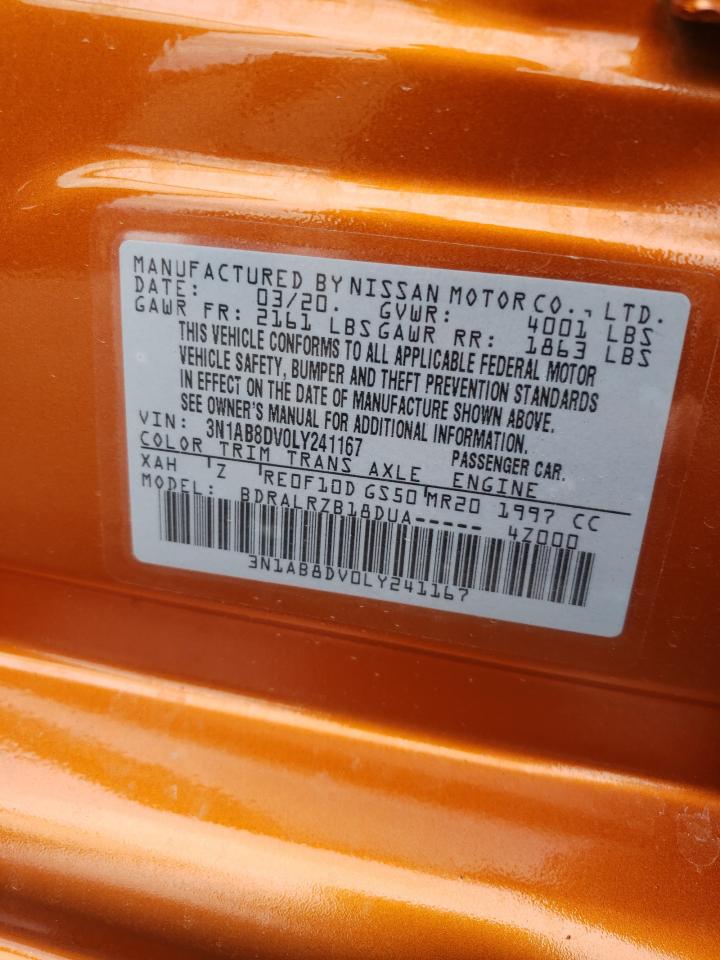 MANUFACTURED BY NISSAN MOTOR CO., LTD.
DATE: 03/20. GVWR: 4001 LBS
GAWR FR: 2161 LBS GAWR RR: 1863 LBS
THIS VEHICLE CONFORMS TO ALL APPLICABLE FEDERAL MOTOR
VEHICLE SAFETY, BUMPER AND THEFT PREVENTION STANDARDS
IN EFFECT ON THE DATE OF MANUFACTURE SHOWN ABOVE.
SEE OWNER'S MANUAL FOR ADDITIONAL INFORMATION.
VIN: 3N1AB8DV0LY241167 PASSENGER CAR.
COLOR TRIM TRANS AXLE ENGINE
XAH Z RE0F10D GS50 MR20 1997 CC
MODEL: BDRALRZB18DUA----- 4Z000
3N1AB8DV0LY241167